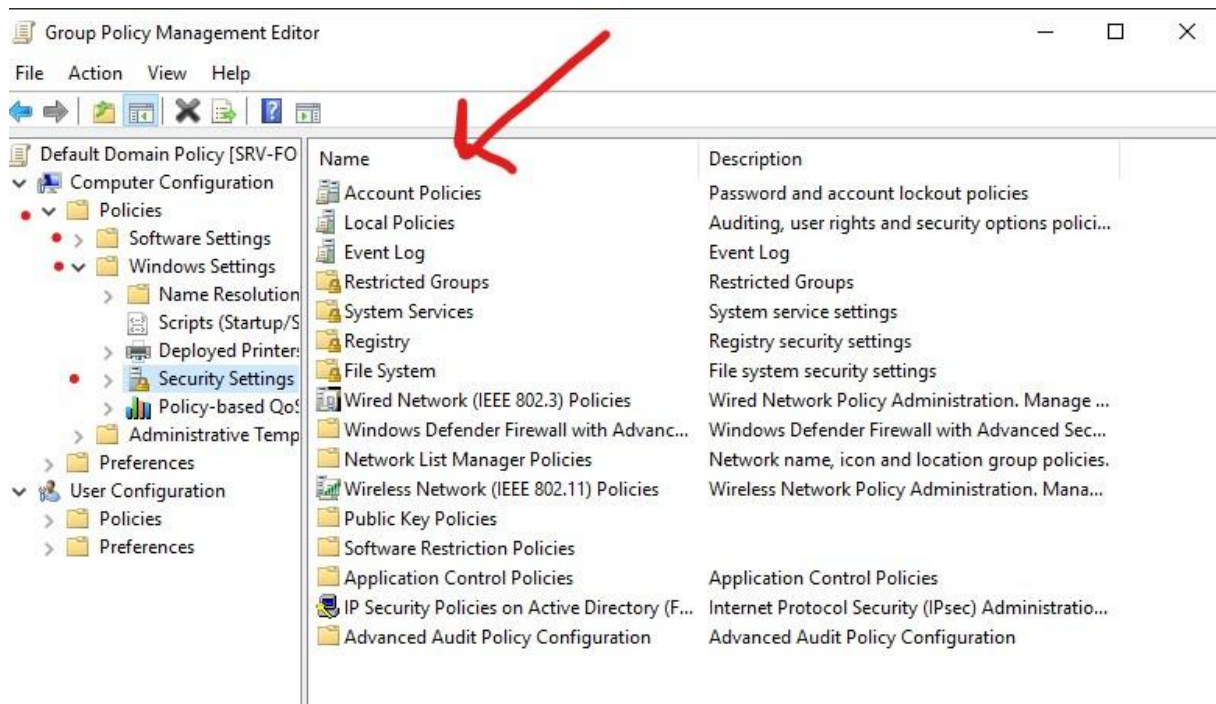 Group Policy Management Editor
File Action View Help
Default Domain Policy [SRV-FO
Computer Configuration
Policies
Software Settings
Windows Settings
Name Resolution
Scripts (Startup/S
Deployed Printer
Security Settings
Policy-based QoS
Administrative Temp
Preferences
User Configuration
Policies
Preferences
Name Description
Account Policies Password and account lockout policies
Local Policies Auditing, user rights and security options polici...
Event Log Event Log
Restricted Groups Restricted Groups
System Services System service settings
Registry Registry security settings
File System File system security settings
Wired Network (IEEE 802.3) Policies Wired Network Policy Administration. Manage ...
Windows Defender Firewall with Advanc... Windows Defender Firewall with Advanced Sec...
Network List Manager Policies Network name, icon and location group policies.
Wireless Network (IEEE 802.11) Policies Wireless Network Policy Administration. Mana...
Public Key Policies
Software Restriction Policies
Application Control Policies Application Control Policies
IP Security Policies on Active Directory (F... Internet Protocol Security (IPsec) Administratio...
Advanced Audit Policy Configuration Advanced Audit Policy Configuration